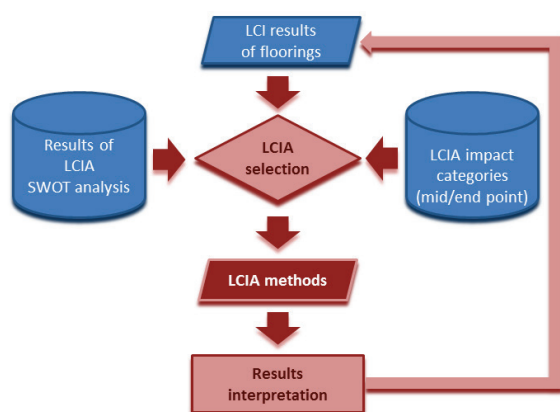 LCI results
of floorings
Results of
LCIA
SWOT analysis
LCIA
selection
LCIA impact
categories
(mid/end point)
LCIA methods
Results
interpretation